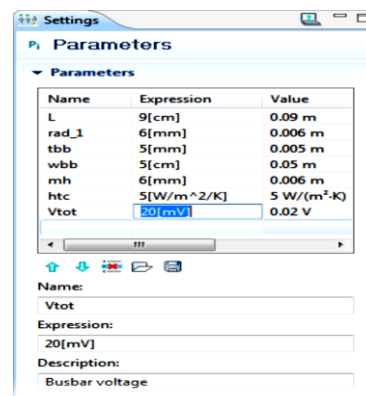 Settings
Pi Parameters
Parameters
Name Expression Value
L 9[cm] 0.09 m
rad_1 6[mm] 0.006 m
tbb 5[mm] 0.005 m
wbb 5[cm] 0.05 m
mh 6[mm] 0.006 m
htc 5[W/m^2/K] 5 W/(m²·K)
Vtot 20[mV] 0.02 V
Name:
Vtot
Expression:
20[mV]
Description:
Busbar voltage